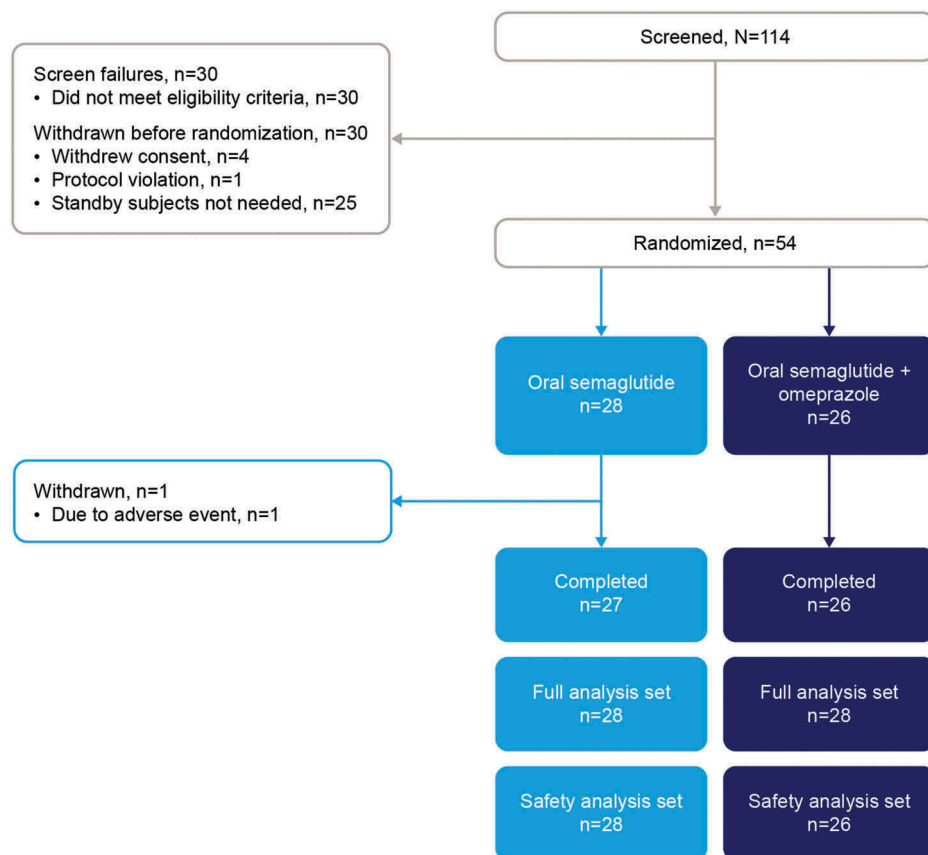 Screened, N=114
Screen failures, n=30
• Did not meet eligibility criteria, n=30
Withdrawn before randomization, n=30
• Withdrew consent, n=4
• Protocol violation, n=1
• Standby subjects not needed, n=25
Randomized, n=54
Oral semaglutide
n=28
Oral semaglutide +
omeprazole
n=26
Withdrawn, n=1
• Due to adverse event, n=1
Completed
n=27
Completed
n=26
Full analysis set
n=28
Full analysis set
n=28
Safety analysis set
n=28
Safety analysis set
n=26